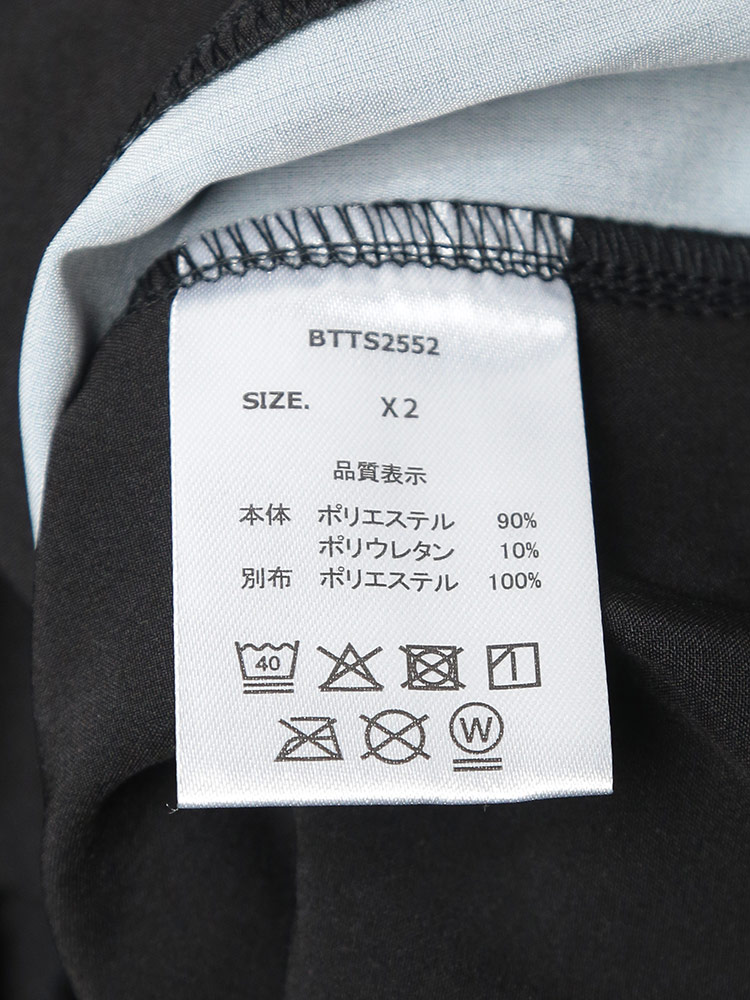 BTTS2552
SIZE. X2
品質表示
本体 ポリエステル 90%
ポリウレタン 10%
別布 ポリエステル 100%
40
W